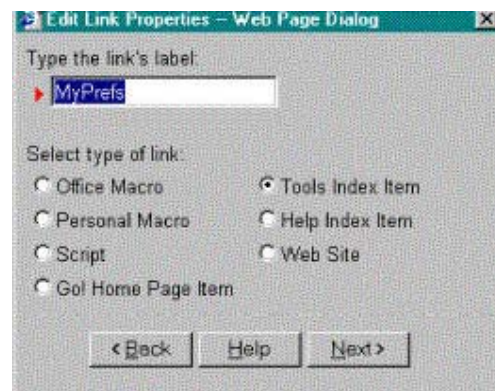 Edit Link Properties -- Web Page Dialog
Type the link's label:
MyPrefs
Select type of link:
Office Macro
Tools Index Item
Personal Macro
Help Index Item
Script
Web Site
Go! Home Page Item
< Back
Help
Next >